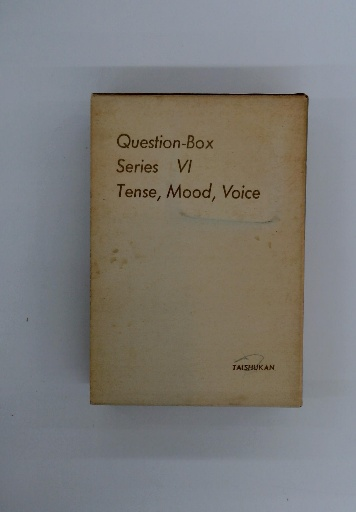 Question-Box
Series VI
Tense, Mood, Voice
TAISHUKAN